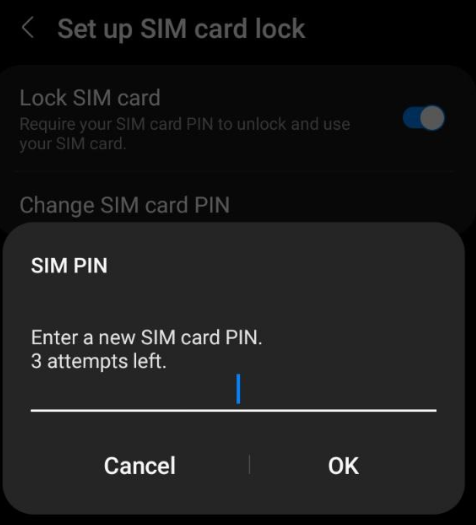 Set up SIM card lock
Lock SIM card
Require your SIM card PIN to unlock and use
your SIM card.
Change SIM card PIN
SIM PIN
Enter a new SIM card PIN.
3 attempts left.
Cancel
OK